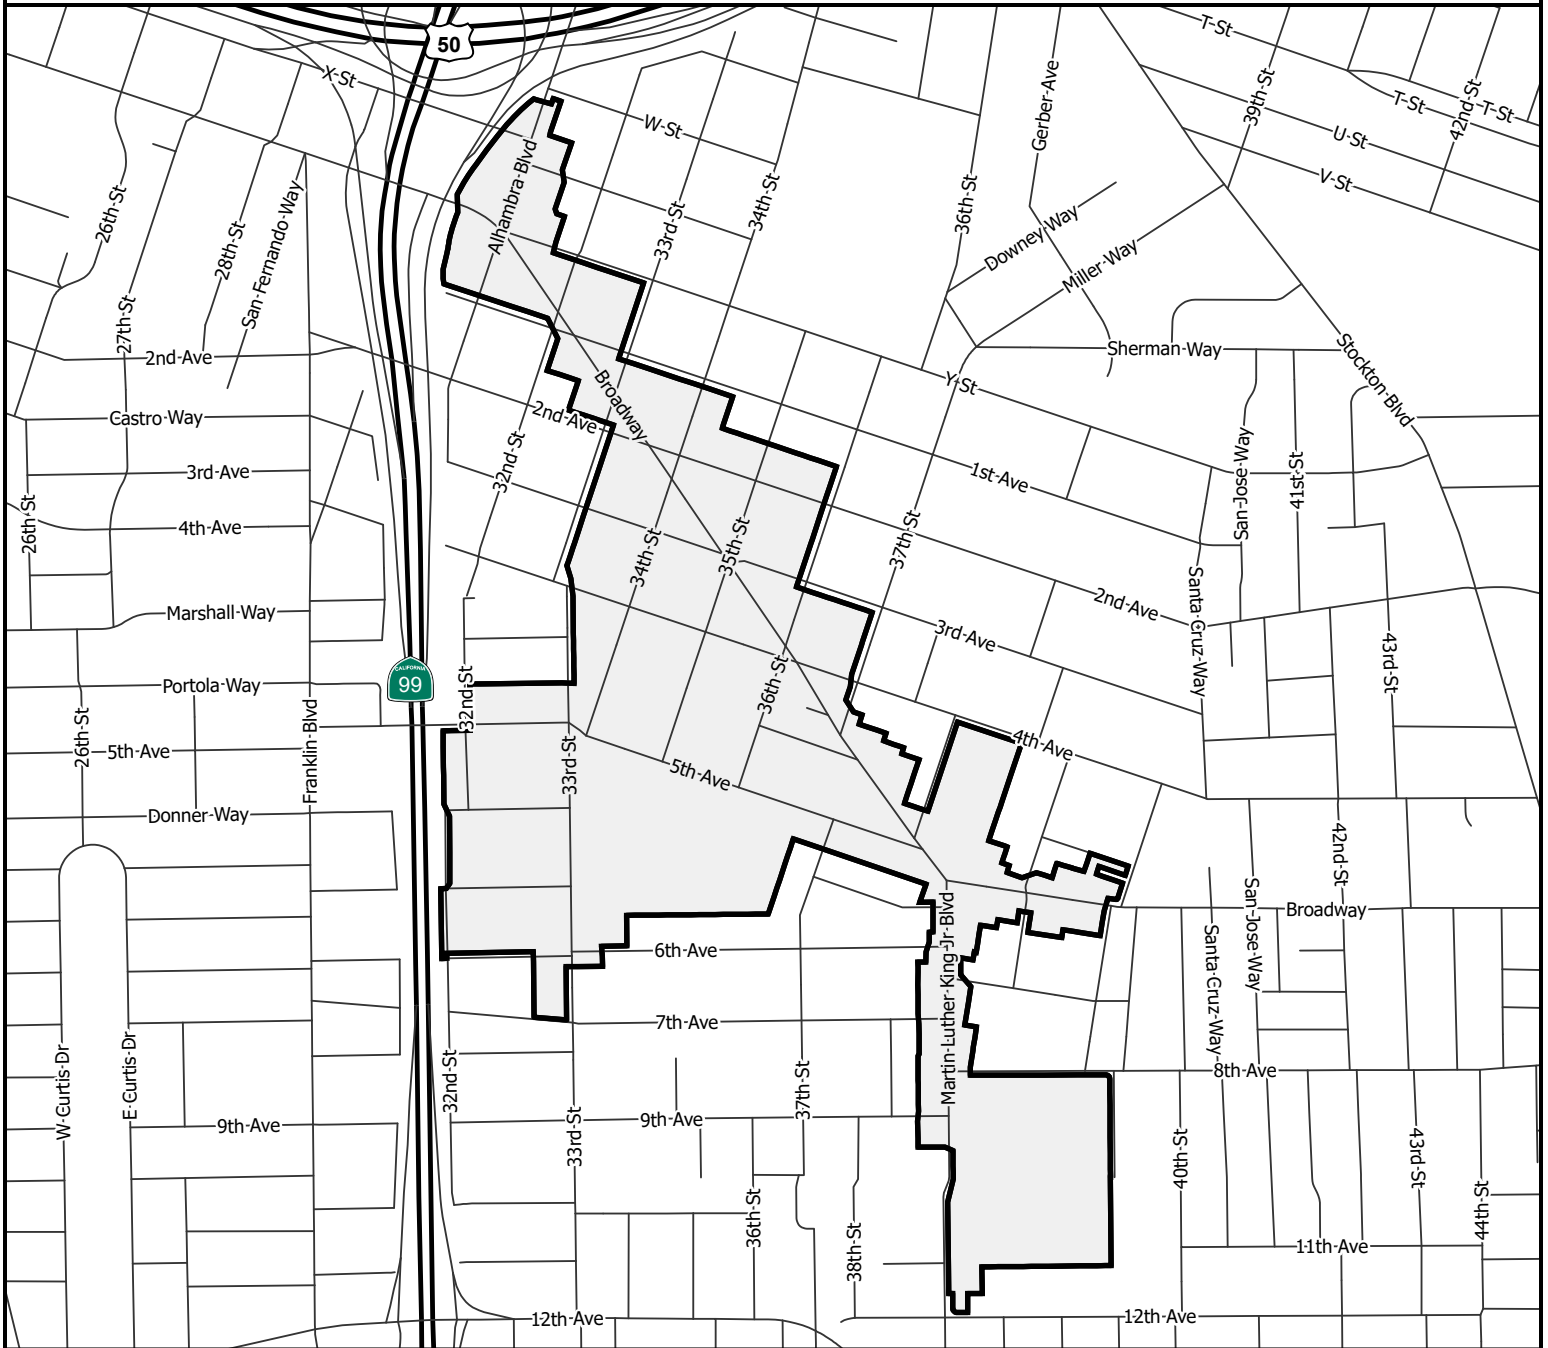 50
X-St
T-St
39th-St
42nd-St
T-St
T-St
U-St
V-St
W-St
Gerber-Ave
Alhambra-Blvd
26th-St
28th-St
San-Fernando-Way
33rd-St
34th-St
36th-St
Downey-Way
Miller-Way
27th-St
2nd-Ave
Sherman-Way
Stockton-Blvd
Y-St
Broadway
2nd-Ave
Castro-Way
3rd-Ave
32nd-St
1st-Ave
San-Jose-Way
41st-St
26th-St
4th-Ave
34th-St
35th-St
37th-St
Santa-Cruz-Way
2nd-Ave
Marshall-Way
3rd-Ave
43rd-St
CALIFORNIA
99
Portola-Way
32nd-St
36th-St
26th-St
Franklin-Blvd
5th-Ave
33rd-St
5th-Ave
4th-Ave
Donner-Way
42nd-St
Broadway
San-Jose-Way
Santa-Cruz-Way
Martin-Luther-King-Jr-Blvd
6th-Ave
7th-Ave
W-Curtis-Dr
E-Curtis-Dr
32nd-St
37th-St
8th-Ave
9th-Ave
9th-Ave
33rd-St
40th-St
43rd-St
44th-St
36th-St
38th-St
11th-Ave
12th-Ave
12th-Ave